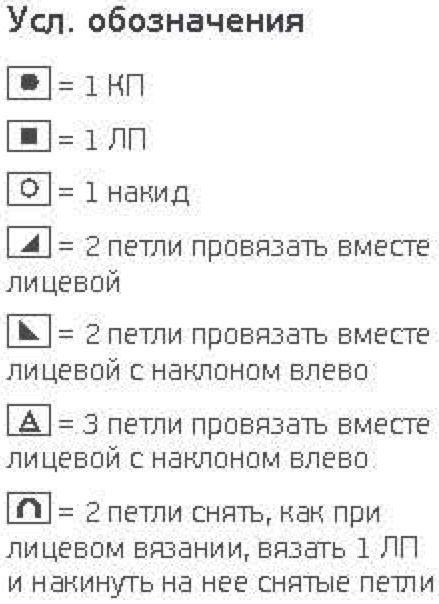 Усл. обозначения
= 1 КП
= 1 ЛП
= 1 накид
= 2 петли провязать вместе
лицевой
= 2 петли провязать вместе
лицевой с наклоном влево
= 3 петли провязать вместе
лицевой с наклоном влево
= 2 петли снять, как при
лицевом вязании, вязать 1 ЛП
и накинуть на нее снятые петли